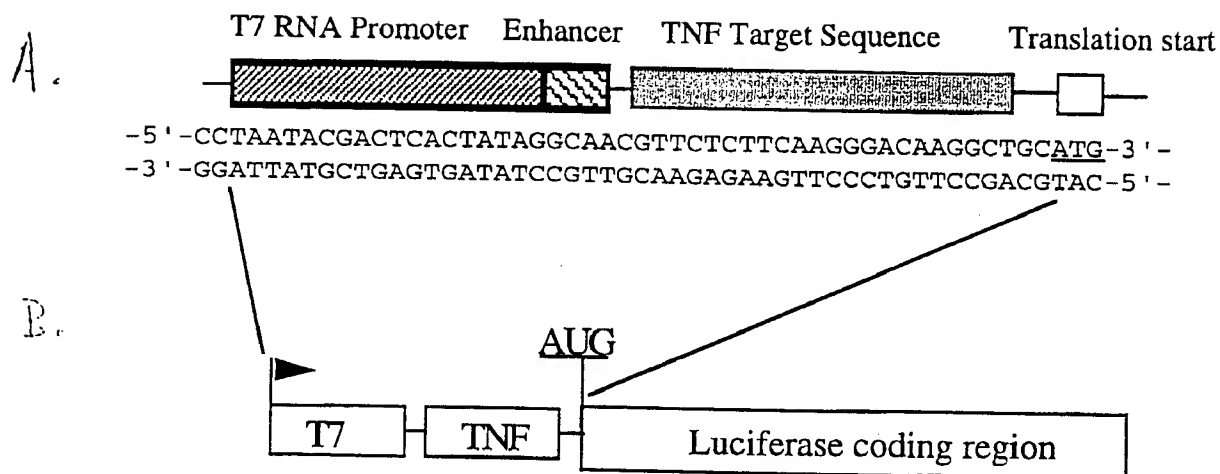 A.
T7 RNA Promoter Enhancer TNF Target Sequence Translation start
-5'-CCTAATACGACTCACTATAGGCAACGTTCTCTTCAAGGGACAAGGCTGCATG-3'-
-3'-GGATTATGCTGAGTGATATCCGTTGCAAGAGAAGTTCCCTGTTCCGACGTAC-5'-
B.
AUG
T7 TNF Luciferase coding region